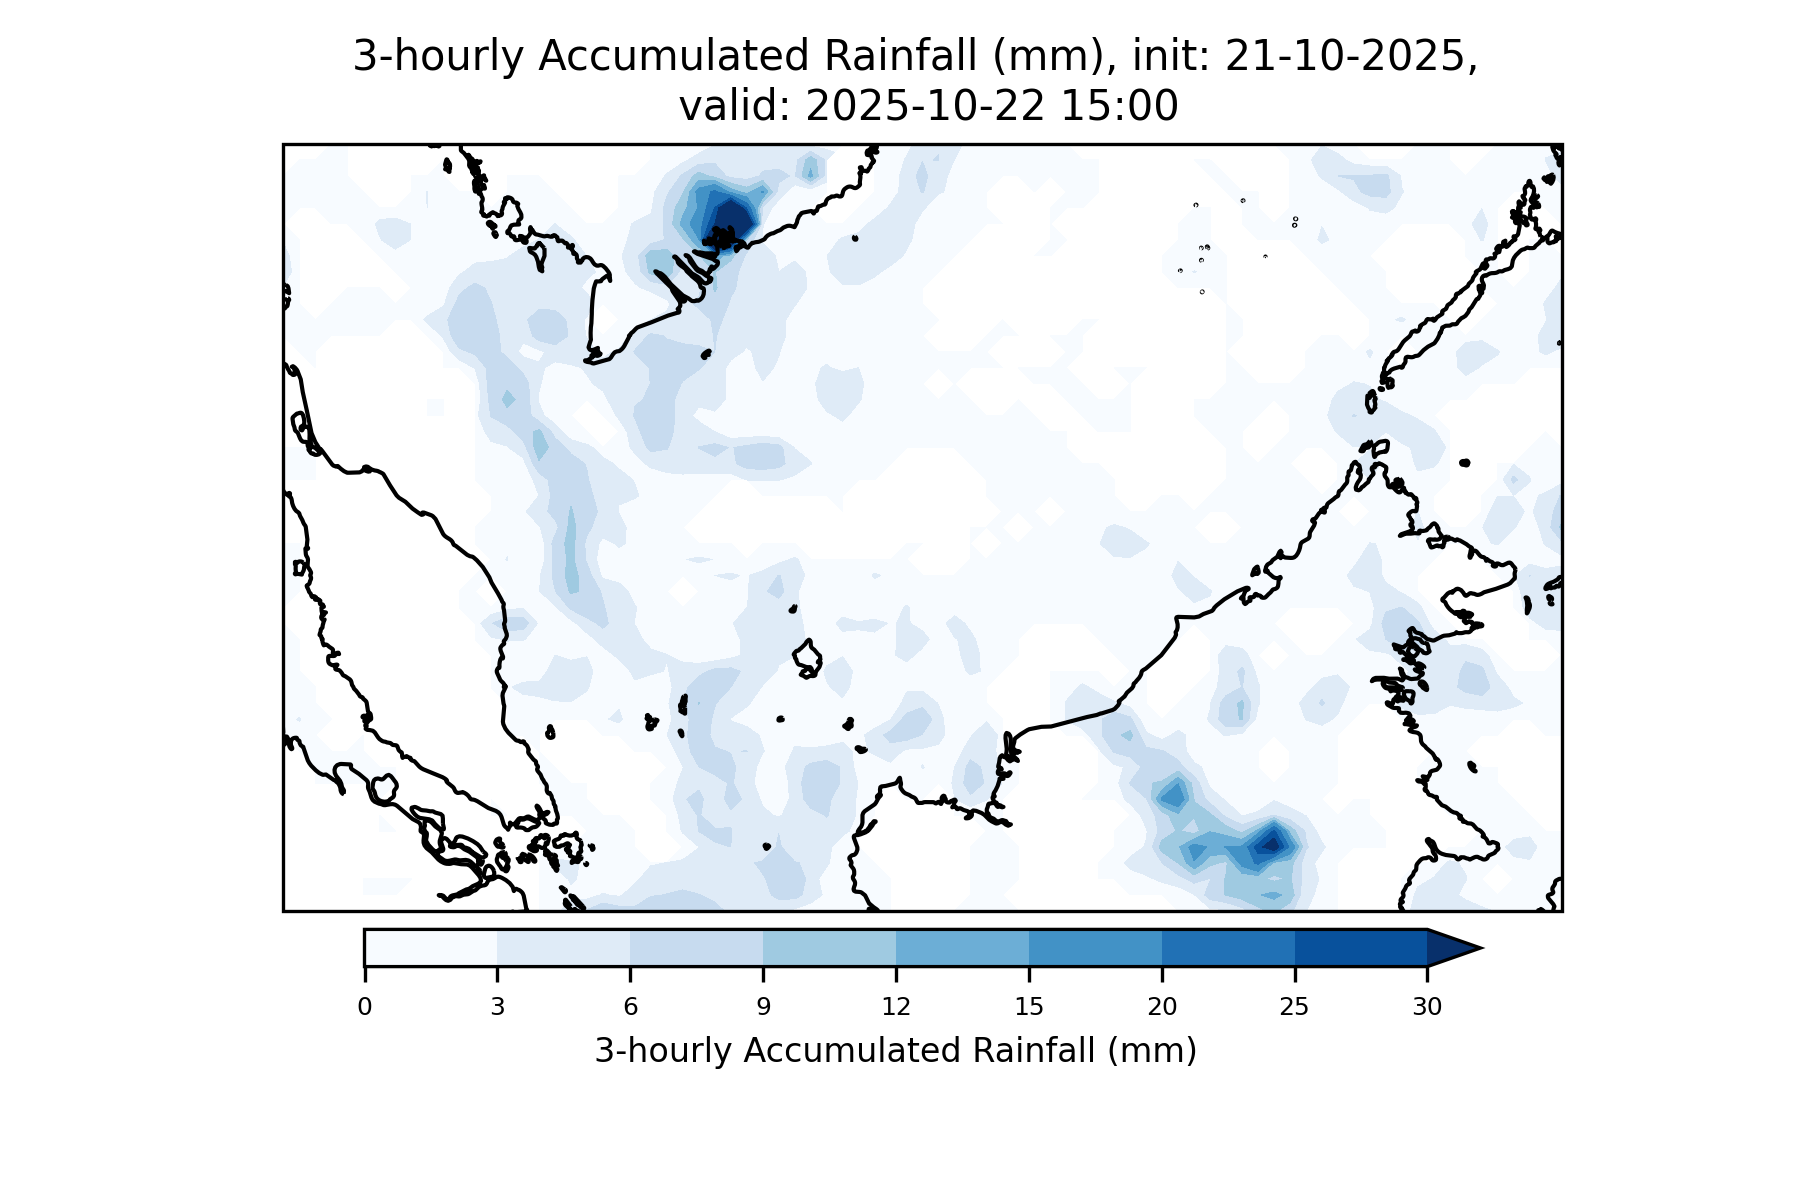 3-hourly Accumulated Rainfall (mm), init: 21-10-2025,
valid: 2025-10-22 15:00
0 3 6 9 12 15 20 25 30
3-hourly Accumulated Rainfall (mm)